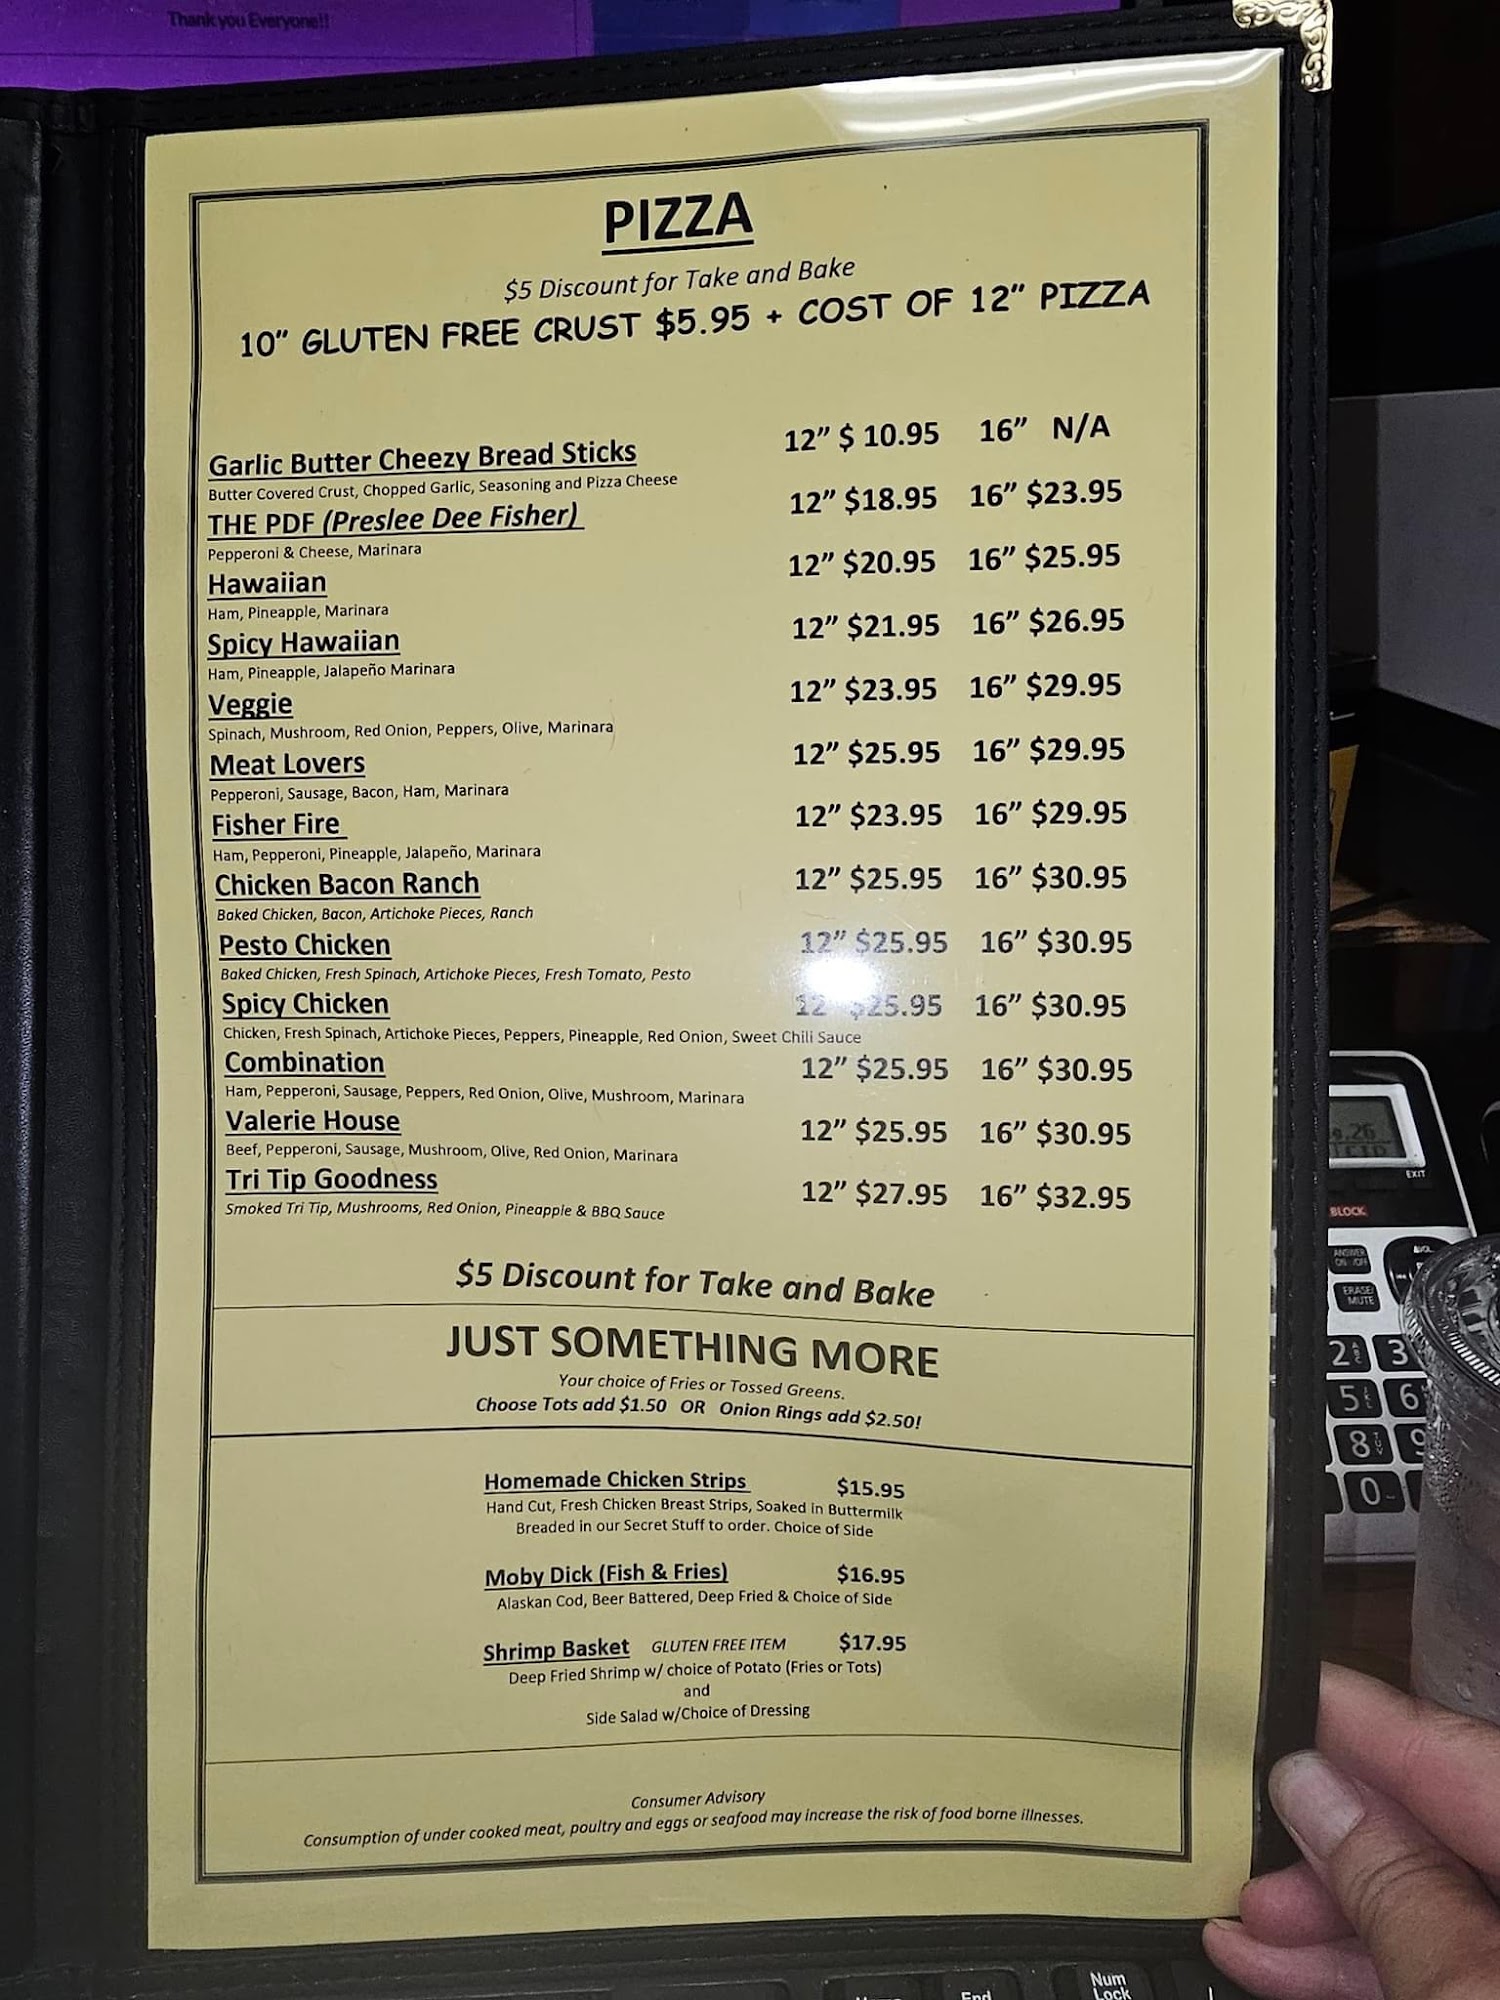 Thank you Everyone!!
PIZZA
$5 Discount for Take and Bake
10” GLUTEN FREE CRUST $5.95 + COST OF 12” PIZZA
Garlic Butter Cheezy Bread Sticks 12” $ 10.95 16” N/A
Butter Covered Crust, Chopped Garlic, Seasoning and Pizza Cheese
THE PDF (Preslee Dee Fisher) 12” $18.95 16” $23.95
Pepperoni & Cheese, Marinara
Hawaiian 12” $20.95 16” $25.95
Ham, Pineapple, Marinara
Spicy Hawaiian 12” $21.95 16” $26.95
Ham, Pineapple, Jalapeño Marinara
Veggie 12” $23.95 16” $29.95
Spinach, Mushroom, Red Onion, Peppers, Olive, Marinara
Meat Lovers 12” $25.95 16” $29.95
Pepperoni, Sausage, Bacon, Ham, Marinara
Fisher Fire 12” $23.95 16” $29.95
Ham, Pepperoni, Pineapple, Jalapeño, Marinara
Chicken Bacon Ranch 12” $25.95 16” $30.95
Baked Chicken, Bacon, Artichoke Pieces, Ranch
Pesto Chicken 12” $25.95 16” $30.95
Baked Chicken, Fresh Spinach, Artichoke Pieces, Fresh Tomato, Pesto
Spicy Chicken 12 $25.95 16” $30.95
Chicken, Fresh Spinach, Artichoke Pieces, Peppers, Pineapple, Red Onion, Sweet Chili Sauce
Combination 12” $25.95 16” $30.95
Ham, Pepperoni, Sausage, Peppers, Red Onion, Olive, Mushroom, Marinara
Valerie House 12” $25.95 16” $30.95
Beef, Pepperoni, Sausage, Mushroom, Olive, Red Onion, Marinara
Tri Tip Goodness 12” $27.95 16” $32.95
Smoked Tri Tip, Mushrooms, Red Onion, Pineapple & BBQ Sauce
$5 Discount for Take and Bake
JUST SOMETHING MORE
Your choice of Fries or Tossed Greens.
Choose Tots add $1.50 OR Onion Rings add $2.50!
Homemade Chicken Strips $15.95
Hand Cut, Fresh Chicken Breast Strips, Soaked in Buttermilk
Breaded in our Secret Stuff to order. Choice of Side
Moby Dick (Fish & Fries) $16.95
Alaskan Cod, Beer Battered, Deep Fried & Choice of Side
Shrimp Basket GLUTEN FREE ITEM $17.95
Deep Fried Shrimp w/ choice of Potato (Fries or Tots)
and
Side Salad w/Choice of Dressing
Consumer Advisory
Consumption of under cooked meat, poultry and eggs or seafood may increase the risk of food borne illnesses.
EXIT
BLOCK
ANSWER
ERASE/
MUTE
2 3
5 6
8 9
0
End
Num
Lock